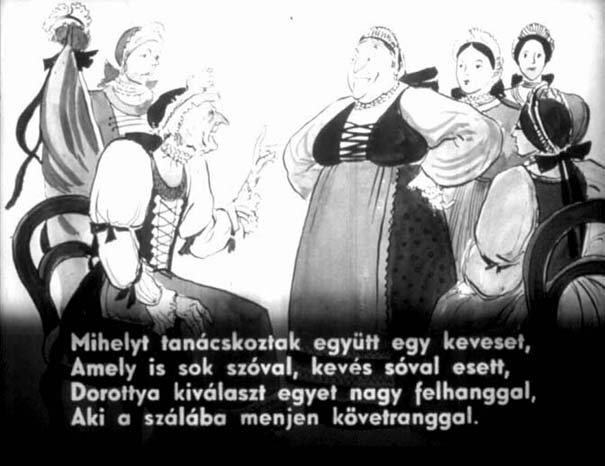 Mihelyt tanácskoztak együtt egy keveset,
Amely is sok szóval, kevés sóval esett,
Dorottya kiválaszt egyet nagy felhanggal,
Aki a szálába menjen követranggal.